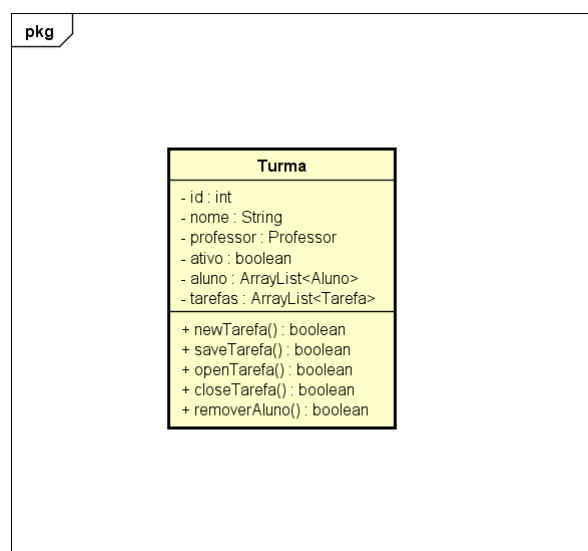 pkg
Turma
- id : int
- nome : String
- professor : Professor
- ativo : boolean
- aluno : ArrayList<Aluno>
- tarefas : ArrayList<Tarefa>
+ newTarefa() : boolean
+ saveTarefa() : boolean
+ openTarefa() : boolean
+ closeTarefa() : boolean
+ removerAluno() : boolean